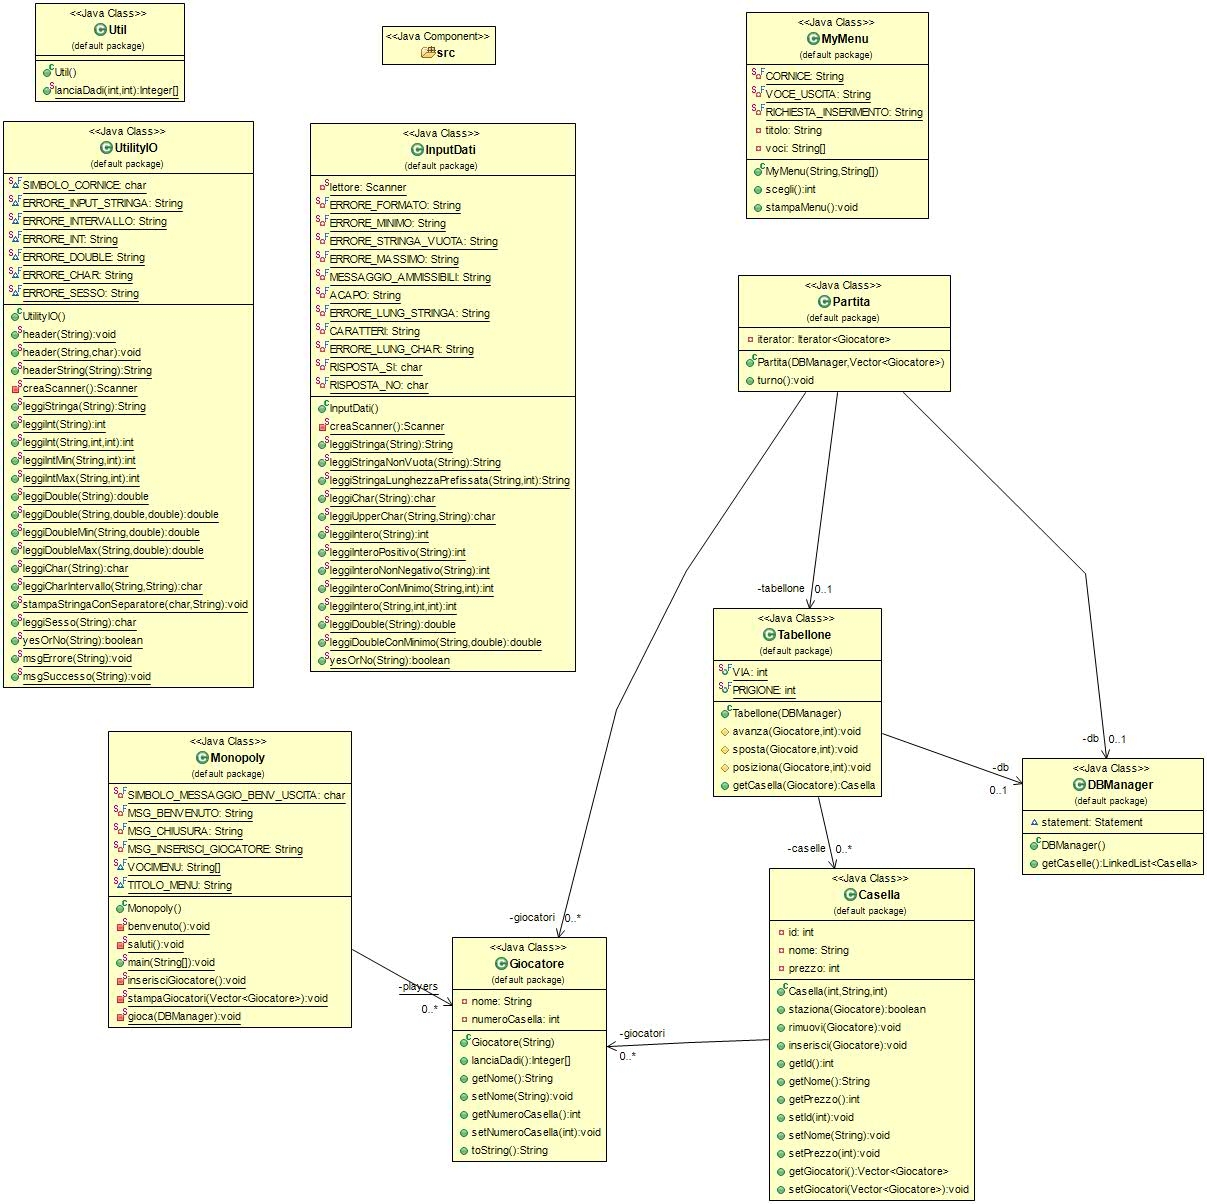 <<Java Class>>
Util
(default package)
Util()
lanciaDadi(int,int):Integer[]
<<Java Component>>
src
<<Java Class>>
MyMenu
(default package)
CORNICE: String
VOCE_USCITA: String
RICHIESTA_INSERIMENTO: String
titolo: String
voci: String[]
MyMenu(String,String[])
scegli():int
stampaMenu():void
<<Java Class>>
UtilityIO
(default package)
SIMBOLO_CORNICE: char
ERRORE_INPUT_STRINGA: String
ERRORE_INTERVALLO: String
ERRORE_INT: String
ERRORE_DOUBLE: String
ERRORE_CHAR: String
ERRORE_SESSO: String
UtilityIO()
header(String):void
header(String,char):void
headerString(String):String
creaScanner():Scanner
leggiStringa(String):String
leggiInt(String):int
leggiInt(String,int,int):int
leggiIntMin(String,int):int
leggiIntMax(String,int):int
leggiDouble(String):double
leggiDouble(String,double,double):double
leggiDoubleMin(String,double):double
leggiDoubleMax(String,double):double
leggiChar(String):char
leggiCharIntervallo(String,String):char
stampaStringaConSeparatore(char,String):void
leggiSesso(String):char
yesOrNo(String):boolean
msgErrore(String):void
msgSuccesso(String):void
<<Java Class>>
InputDati
(default package)
lettore: Scanner
ERRORE_FORMATO: String
ERRORE_MINIMO: String
ERRORE_STRINGA_VUOTA: String
ERRORE_MASSIMO: String
MESSAGGIO_AMMISSIBILI: String
ACAPO: String
ERRORE_LUNG_STRINGA: String
CARATTERI: String
ERRORE_LUNG_CHAR: String
RISPOSTA_SI: char
RISPOSTA_NO: char
InputDati()
creaScanner():Scanner
leggiStringa(String):String
leggiStringaNonVuota(String):String
leggiStringaLunghezzaPrefissata(String,int):String
leggiChar(String):char
leggiUpperChar(String,String):char
leggiIntero(String):int
leggiInteroPositivo(String):int
leggiInteroNonNegativo(String):int
leggiInteroConMinimo(String,int):int
leggiIntero(String,int,int):int
leggiDouble(String):double
leggiDoubleConMinimo(String,double):double
yesOrNo(String):boolean
<<Java Class>>
Partita
(default package)
iterator: Iterator<Giocatore>
Partita(DBManager,Vector<Giocatore>)
turno():void
-tabellone 0..1
<<Java Class>>
Tabellone
(default package)
VIA: int
PRIGIONE: int
Tabellone(DBManager)
avanza(Giocatore,int):void
sposta(Giocatore,int):void
posiziona(Giocatore,int):void
getCasella(Giocatore):Casella
-db 0..1
-db
0..1
<<Java Class>>
DBManager
(default package)
statement: Statement
DBManager()
getCaselle():LinkedList<Casella>
<<Java Class>>
Monopoly
(default package)
SIMBOLO_MESSAGGIO_BENV_USCITA: char
MSG_BENVENUTO: String
MSG_CHIUSURA: String
MSG_INSERISCI_GIOCATORE: String
VOCIMENU: String[]
TITOLO_MENU: String
Monopoly()
benvenuto():void
saluti():void
main(String[]):void
inserisciGiocatore():void
stampaGiocatori(Vector<Giocatore>):void
gioca(DBManager):void
-players
0..*
-giocatori 0..*
<<Java Class>>
Giocatore
(default package)
nome: String
numeroCasella: int
Giocatore(String)
lanciaDadi():Integer[]
getNome():String
setNome(String):void
getNumeroCasella():int
setNumeroCasella(int):void
toString():String
-giocatori
0..*
-caselle 0..*
<<Java Class>>
Casella
(default package)
id: int
nome: String
prezzo: int
Casella(int,String,int)
staziona(Giocatore):boolean
rimuovi(Giocatore):void
inserisci(Giocatore):void
getId():int
getNome():String
getPrezzo():int
setId(int):void
setNome(String):void
setPrezzo(int):void
getGiocatori():Vector<Giocatore>
setGiocatori(Vector<Giocatore>):void